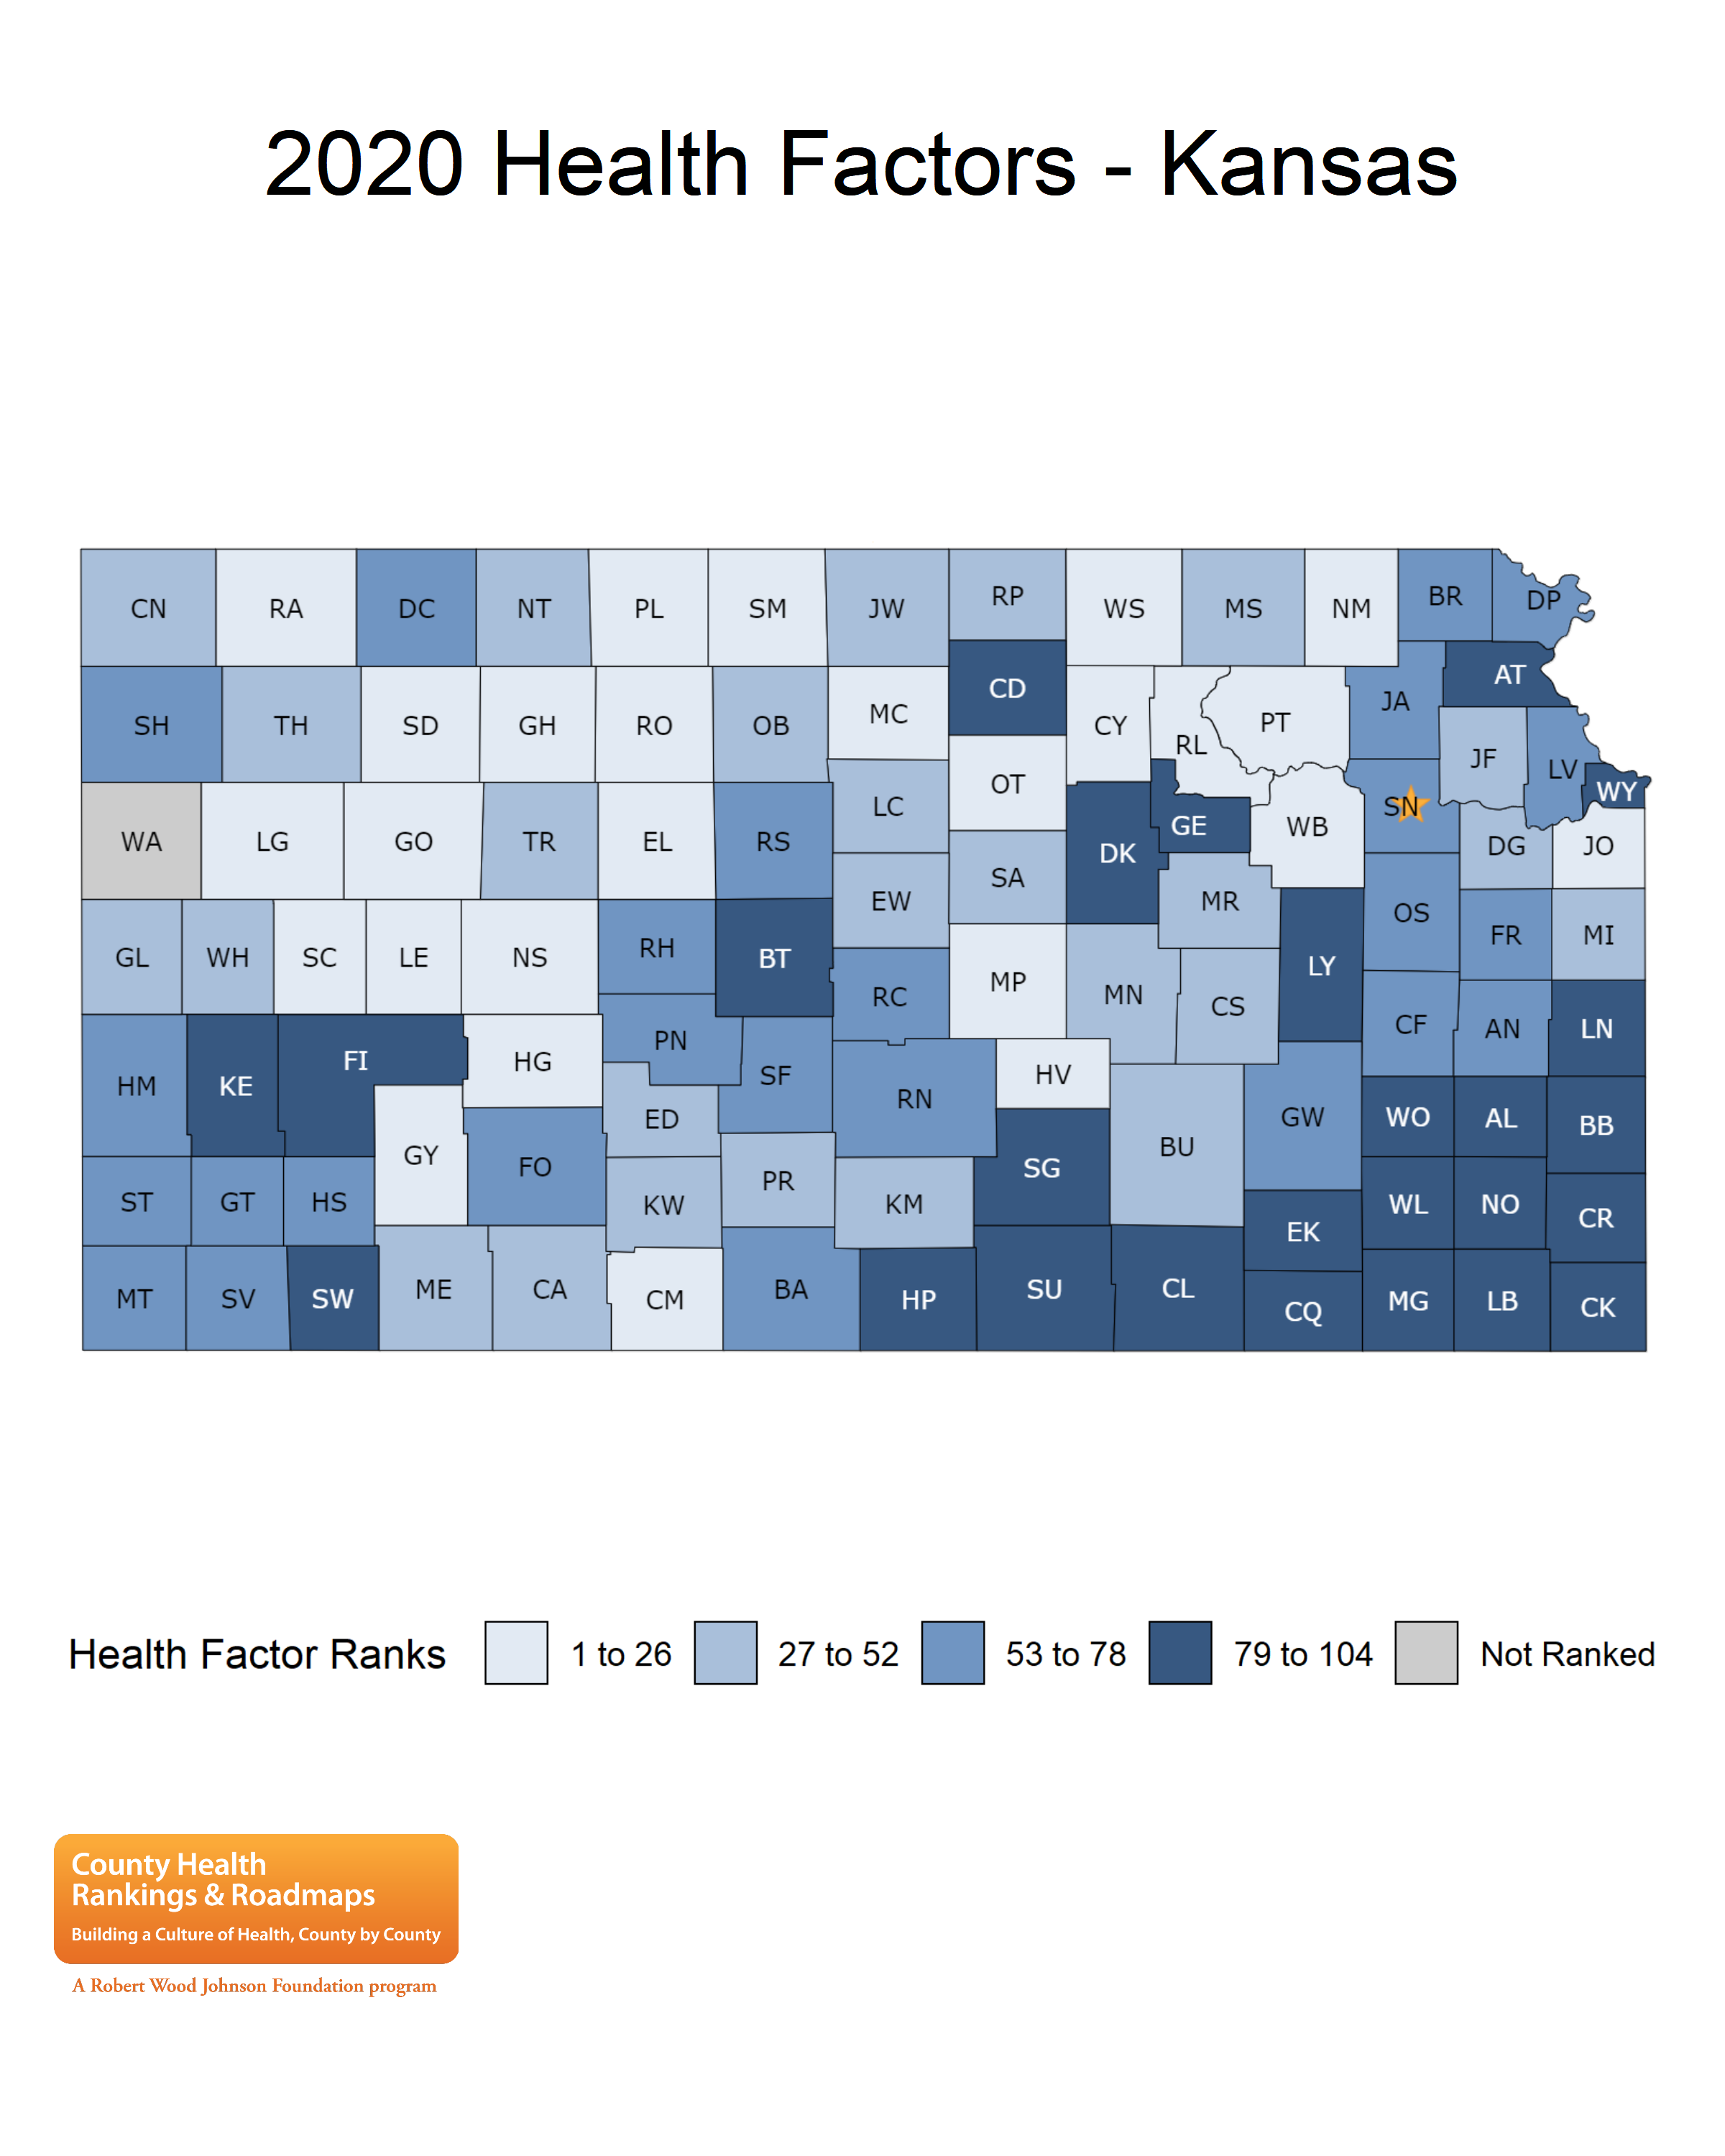 2020 Health Factors - Kansas
CN RA DC NT PL SM JW RP WS MS NM BR DP
SH TH SD GH RO OB MC CD CY RL PT JA AT
JF LV WY
WA LG GO TR EL RS LC OT DK GE WB SN DG JO
SA
GL WH SC LE NS RH BT EW MR OS FR MI
RC MP MN CS LY CF AN LN
HM KE FI HG PN SF RN HV
GY ED BU GW WO AL BB
ST GT HS FO KW PR KM SG EK WL NO CR
MT SV SW ME CA CM BA HP SU CL CQ MG LB CK
Health Factor Ranks 1 to 26 27 to 52 53 to 78 79 to 104 Not Ranked
County Health
Rankings & Roadmaps
Building a Culture of Health, County by County
A Robert Wood Johnson Foundation program